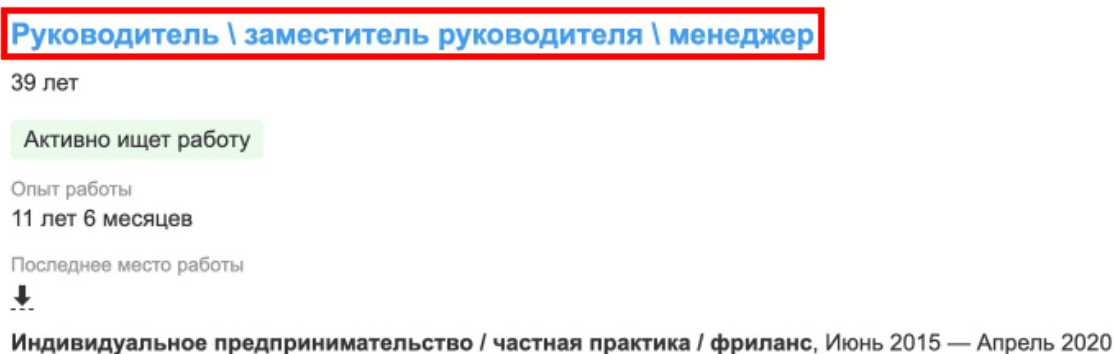 Руководитель \ заместитель руководителя \ менеджер
39 лет
Активно ищет работу
Опыт работы
11 лет 6 месяцев
Последнее место работы
Индивидуальное предпринимательство / частная практика / фриланс, Июнь 2015 — Апрель 2020